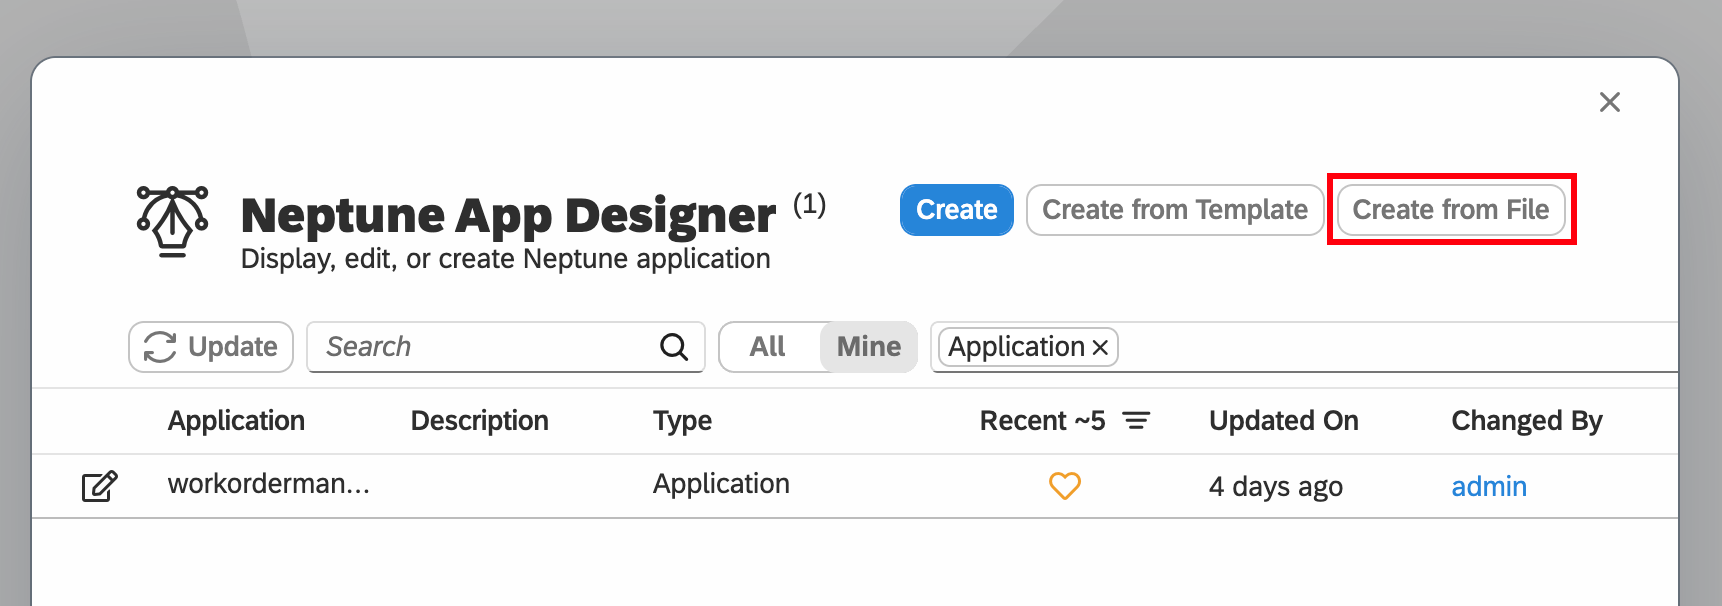 Neptune App Designer (1)
Display, edit, or create Neptune application
Create
Create from Template
Create from File
Update
Search
All
Mine
Application
Application Description Type Recent ~5 Updated On Changed By
workorderman... Application 4 days ago admin